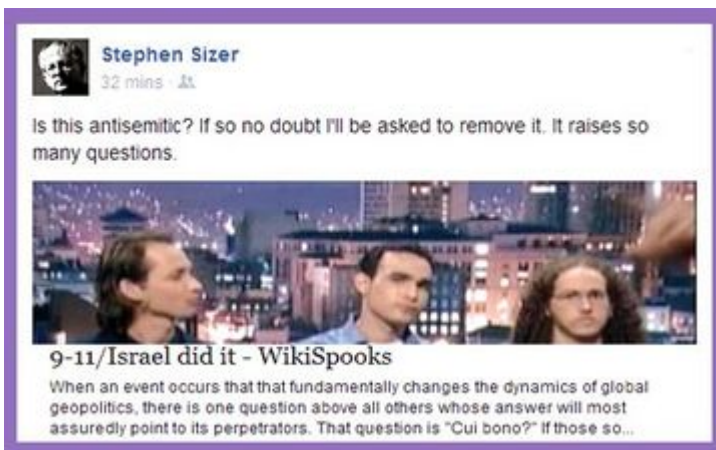 Stephen Sizer
32 mins
Is this antisemitic? If so no doubt I'll be asked to remove it. It raises so
many questions.
9-11/Israel did it - WikiSpooks
When an event occurs that that fundamentally changes the dynamics of global
geopolitics, there is one question above all others whose answer will most
assuredly point to its perpetrators. That question is "Cui bono?" If those so...